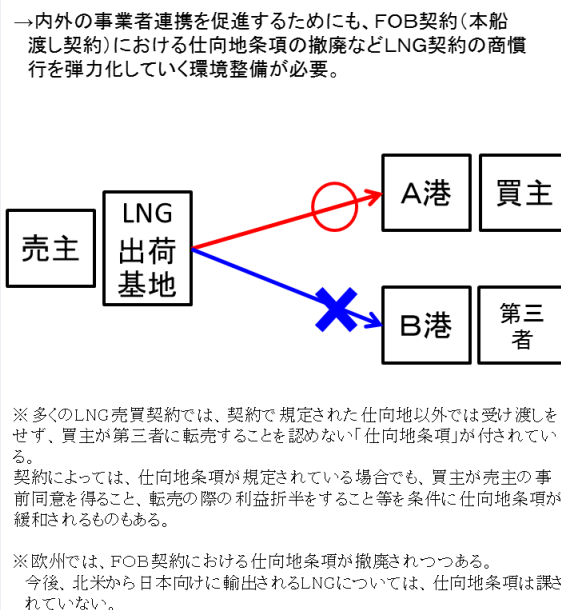 →内外の事業者連携を促進するためにも、FOB契約(本船
渡し契約)における仕向地条項の撤廃などLNG契約の商慣
行を弾力化していく環境整備が必要。
売主
LNG
出荷
基地
A港
買主
B港
第三
者
※多くのLNG売買契約では、契約で規定された仕向地以外では受け渡しを
せず、買主が第三者に転売することを認めない「仕向地条項」が付されてい
る。
契約によっては、仕向地条項が規定されている場合でも、買主が売主の事
前同意を得ること、転売の際の利益折半をすること等を条件に仕向地条項が
緩和されるものもある。
※欧州では、FOB契約における仕向地条項が撤廃されつつある。
今後、北米から日本向けに輸出されるLNGについては、仕向地条項は課さ
れていない。